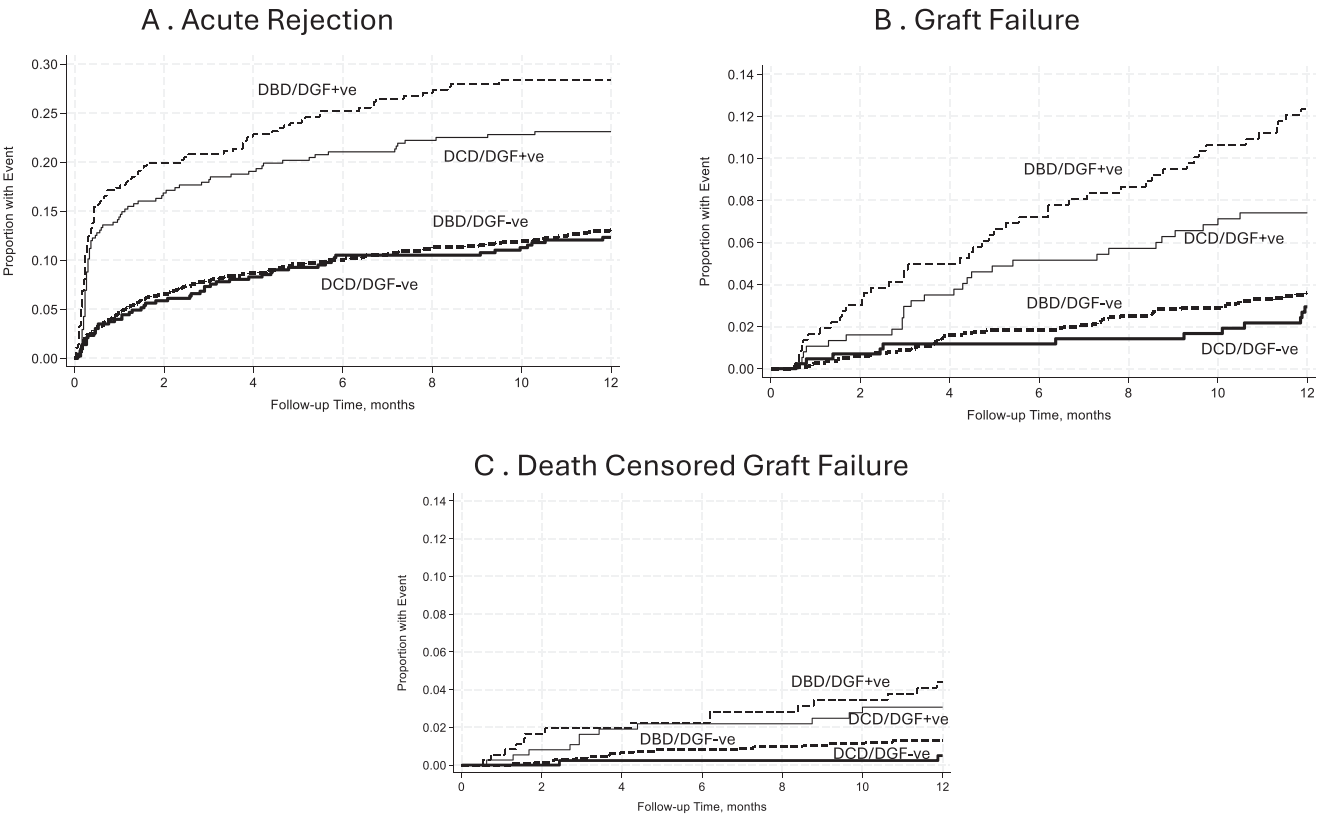 A . Acute Rejection
Proportion with Event
0.30
0.25
0.20
0.15
0.10
0.05
0.00
DBD/DGF+ve
DCD/DGF+ve
DBD/DGF-ve
DCD/DGF-ve
0 2 4 6 8 10 12
Follow-up Time, months
B . Graft Failure
Proportion with Event
0.14
0.12
0.10
0.08
0.06
0.04
0.02
0.00
DBD/DGF+ve
DCD/DGF+ve
DBD/DGF-ve
DCD/DGF-ve
0 2 4 6 8 10 12
Follow-up Time, months
C . Death Censored Graft Failure
Proportion with Event
0.14
0.12
0.10
0.08
0.06
0.04
0.02
0.00
DBD/DGF+ve
DCD/DGF+ve
DBD/DGF-ve
DCD/DGF-ve
0 2 4 6 8 10 12
Follow-up Time, months